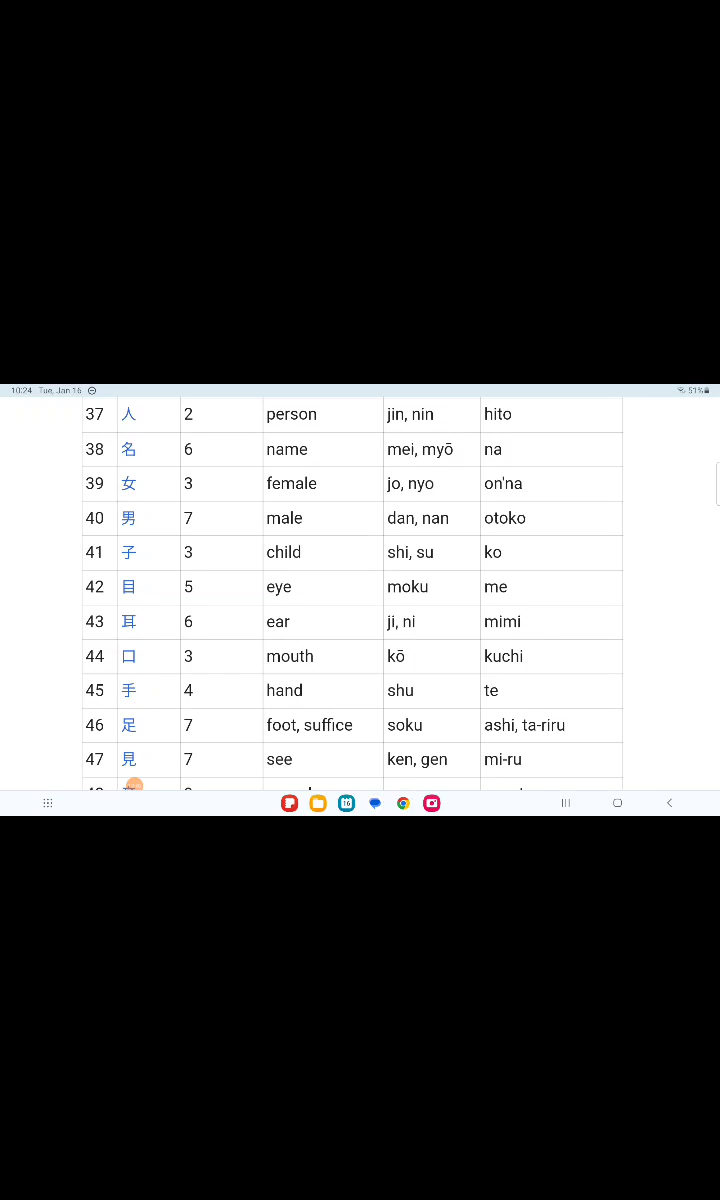 10:24 Tue, Jan 16 51%
37 人 2 person jin, nin hito
38 名 6 name mei, myō na
39 女 3 female jo, nyo on'na
40 男 7 male dan, nan otoko
41 子 3 child shi, su ko
42 目 5 eye moku me
43 耳 6 ear ji, ni mimi
44 口 3 mouth kō kuchi
45 手 4 hand shu te
46 足 7 foot, suffice soku ashi, ta-riru
47 見 7 see ken, gen mi-ru
16